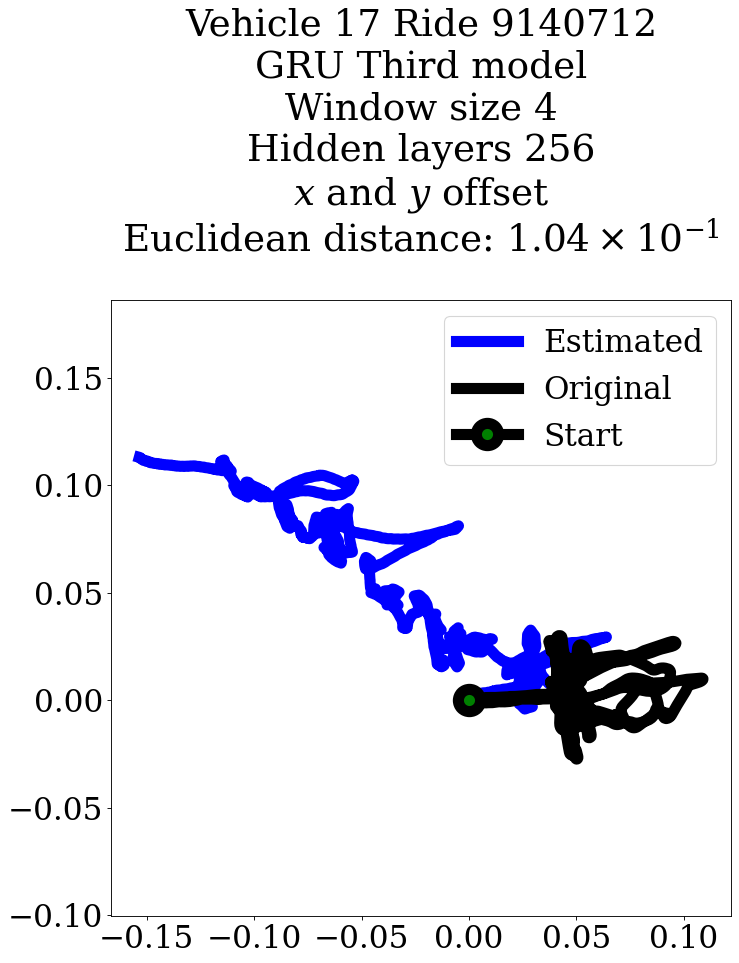 Vehicle 17 Ride 9140712
GRU Third model
Window size 4
Hidden layers 256
x and y offset
Euclidean distance: 1.04 × 10⁻¹
Estimated
Original
Start
0.15
0.10
0.05
0.00
−0.05
−0.10
−0.15 −0.10 −0.05 0.00 0.05 0.10